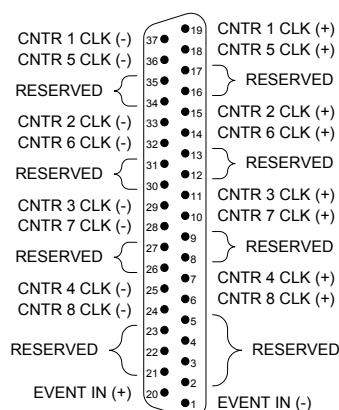 CNTR 1 CLK (-) 37 19 CNTR 1 CLK (+)
CNTR 5 CLK (-) 36 18 CNTR 5 CLK (+)
RESERVED 35 17 RESERVED
34 16
CNTR 2 CLK (-) 33 15 CNTR 2 CLK (+)
CNTR 6 CLK (-) 32 14 CNTR 6 CLK (+)
RESERVED 31 13 RESERVED
30 12
CNTR 3 CLK (-) 29 11 CNTR 3 CLK (+)
CNTR 7 CLK (-) 28 10 CNTR 7 CLK (+)
RESERVED 27 9 RESERVED
26 8
CNTR 4 CLK (-) 25 7 CNTR 4 CLK (+)
CNTR 8 CLK (-) 24 6 CNTR 8 CLK (+)
23 5
RESERVED 22 4 RESERVED
21 3
2
EVENT IN (+) 20 1 EVENT IN (-)